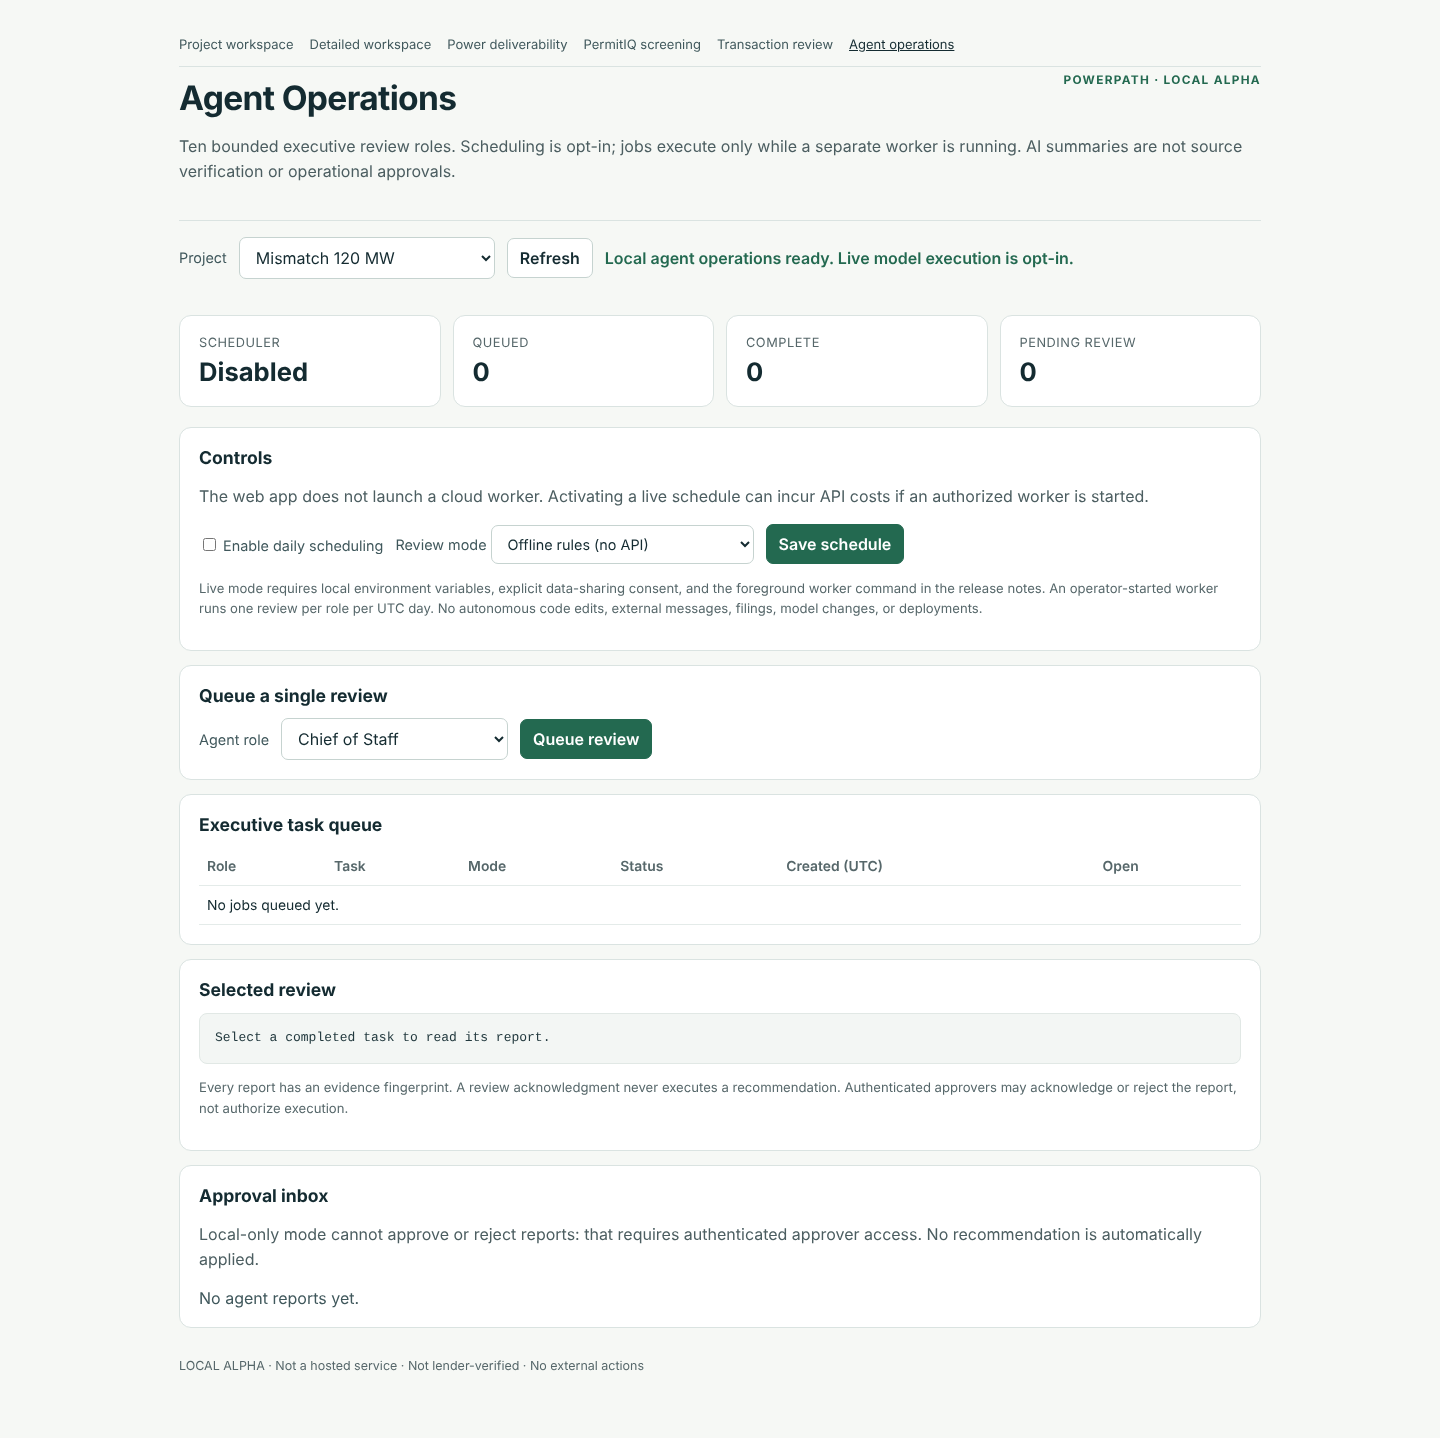 Project workspace Detailed workspace Power deliverability PermitIQ screening Transaction review Agent operations
POWERPATH · LOCAL ALPHA
Agent Operations
Ten bounded executive review roles. Scheduling is opt-in; jobs execute only while a separate worker is running. AI summaries are not source
verification or operational approvals.
Project Mismatch 120 MW Refresh Local agent operations ready. Live model execution is opt-in.
SCHEDULER QUEUED COMPLETE PENDING REVIEW
Disabled 0 0 0
Controls
The web app does not launch a cloud worker. Activating a live schedule can incur API costs if an authorized worker is started.
Enable daily scheduling Review mode Offline rules (no API) Save schedule
Live mode requires local environment variables, explicit data-sharing consent, and the foreground worker command in the release notes. An operator-started worker
runs one review per role per UTC day. No autonomous code edits, external messages, filings, model changes, or deployments.
Queue a single review
Agent role Chief of Staff Queue review
Executive task queue
Role Task Mode Status Created (UTC) Open
No jobs queued yet.
Selected review
Select a completed task to read its report.
Every report has an evidence fingerprint. A review acknowledgment never executes a recommendation. Authenticated approvers may acknowledge or reject the report,
not authorize execution.
Approval inbox
Local-only mode cannot approve or reject reports: that requires authenticated approver access. No recommendation is automatically
applied.
No agent reports yet.
LOCAL ALPHA · Not a hosted service · Not lender-verified · No external actions